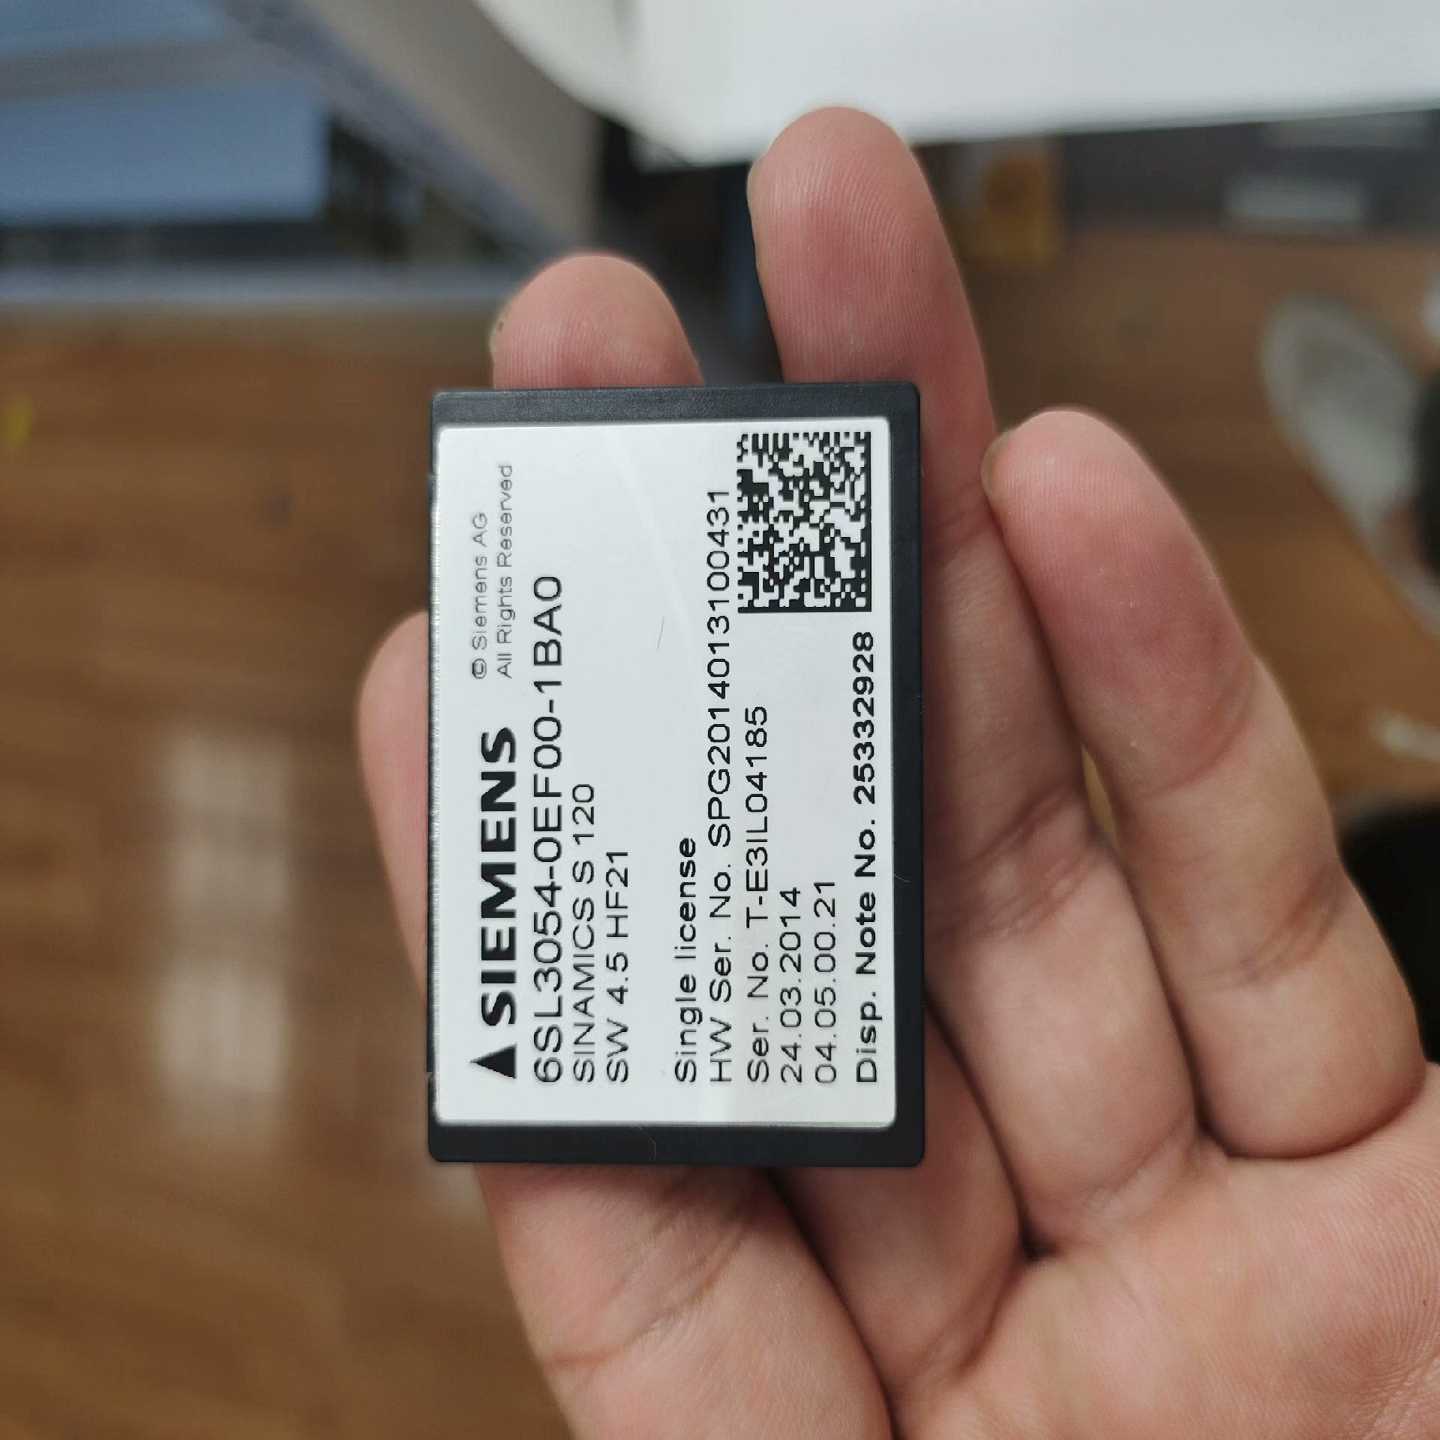 SIEMENS
© Siemens AG
All Rights Reserved
6SL3054-0EF00-1BA0
SINAMICS S 120
SW 4.5 HF21
Single license
HW Ser. No. SPG2014013100431
Ser. No. T-E3IL04185
24.03.2014
04.05.00.21
Disp. Note No. 25332928